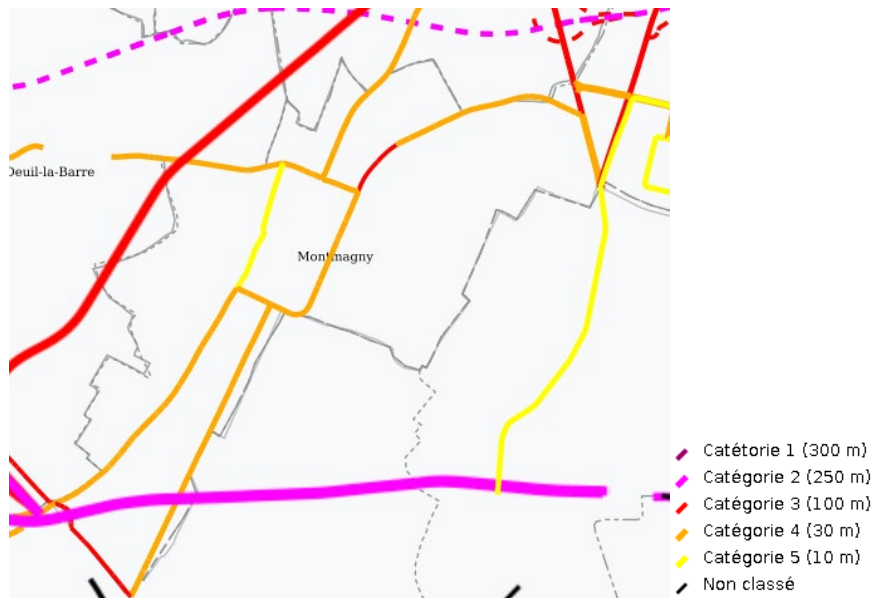 Deuil-la-Barre
Montmagny
Catétorie 1 (300 m)
Catégorie 2 (250 m)
Catégorie 3 (100 m)
Catégorie 4 (30 m)
Catégorie 5 (10 m)
Non classé